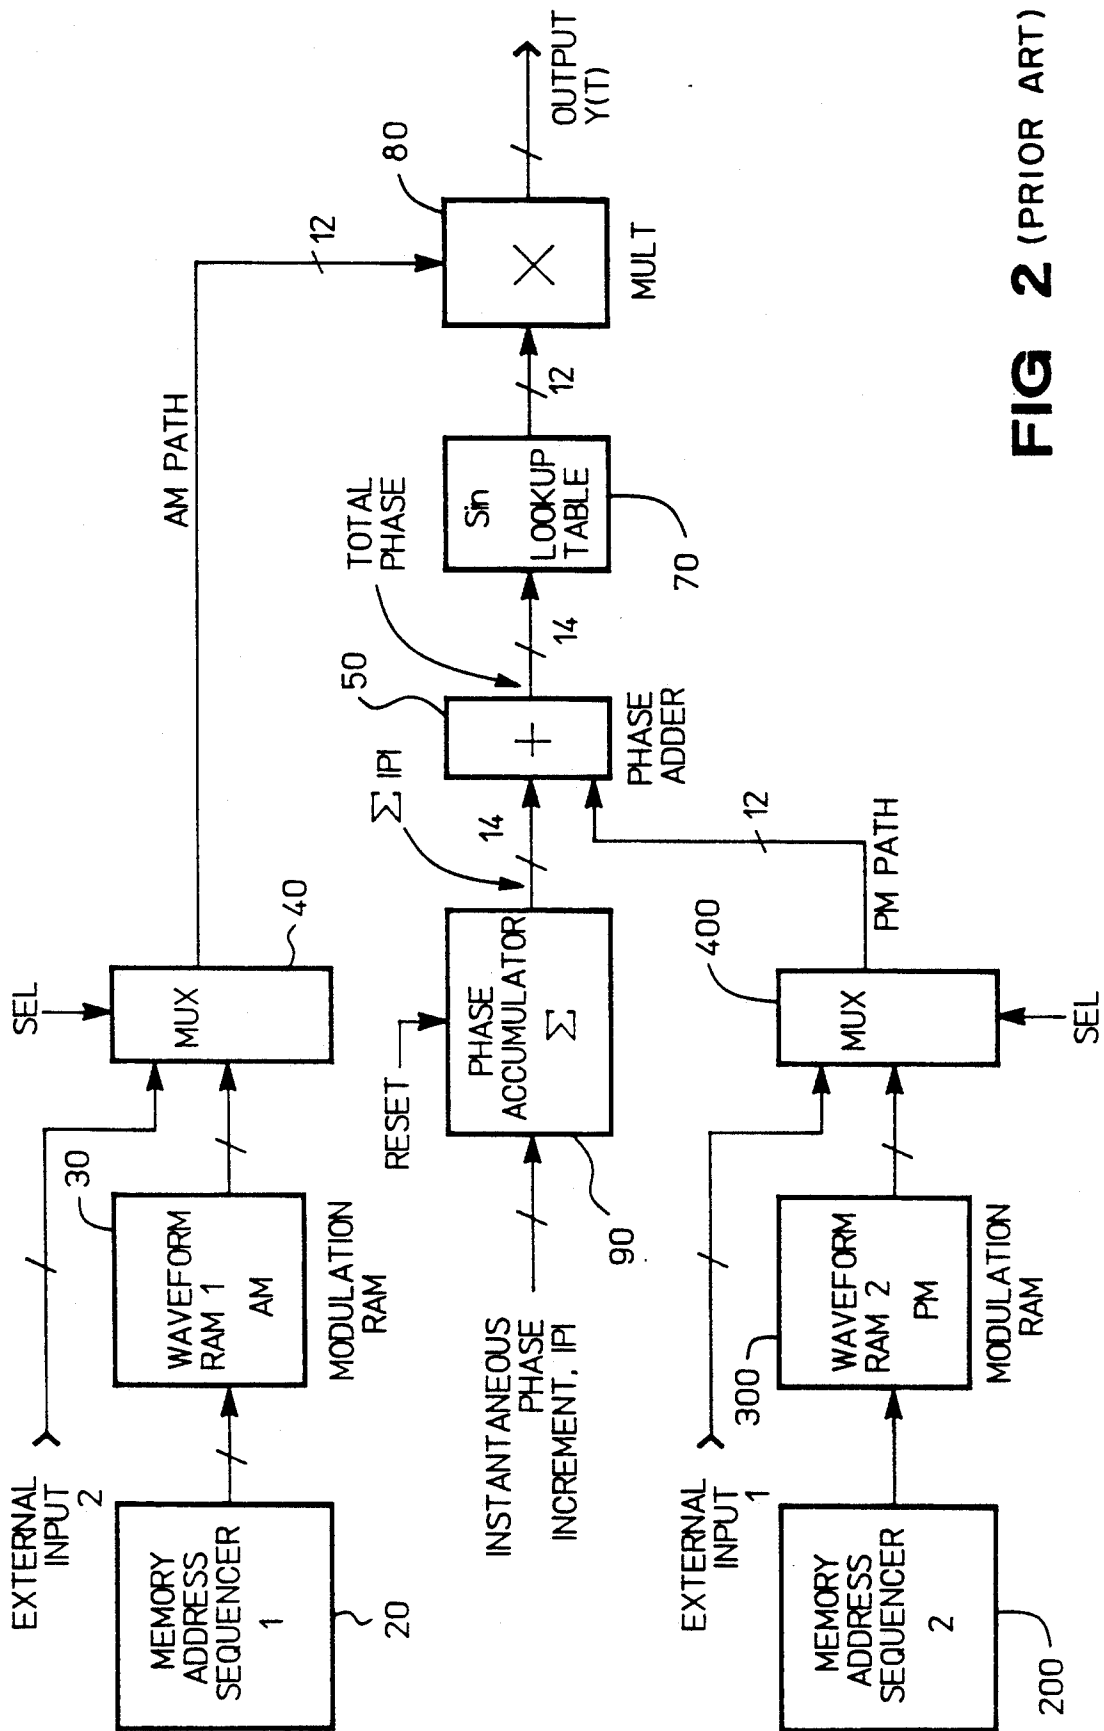 EXTERNAL
INPUT
2
MEMORY
ADDRESS
SEQUENCER
1
20
30
WAVEFORM
RAM 1
AM
MODULATION
RAM
SEL
MUX
40
AM PATH
12
INSTANTANEOUS
PHASE
INCREMENT, IPI
90
RESET
PHASE
ACCUMULATOR
Σ
Σ IPI
14
50
+
PHASE
ADDER
TOTAL
PHASE
14
Sin
LOOKUP
TABLE
70
12
80
×
MULT
OUTPUT
Y(T)
EXTERNAL
INPUT
1
MEMORY
ADDRESS
SEQUENCER
2
200
300
WAVEFORM
RAM 2
PM
MODULATION
RAM
400
MUX
SEL
PM PATH
12
FIG 2 (PRIOR ART)